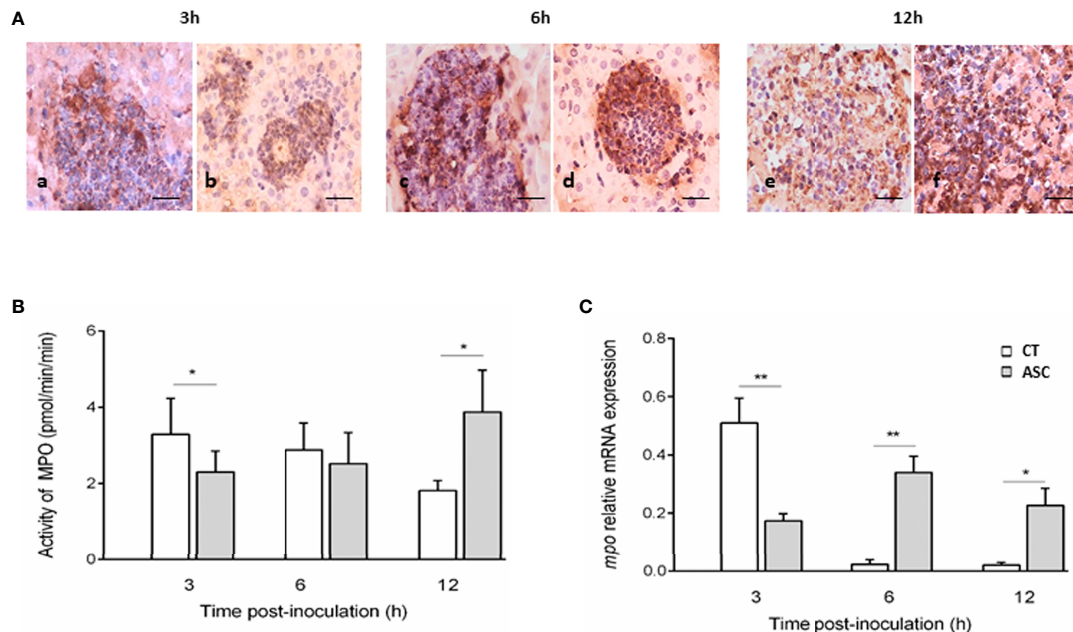 A
3h 6h 12h
a b c d e f
B
Activity of MPO (pmol/min/min)
6
4
2
0
* *
3 6 12
Time post-inoculation (h)
C
mpo relative mRNA expression
0.8
0.6
0.4
0.2
0.0
CT
ASC
** ** *
3 6 12
Time post-inoculation (h)